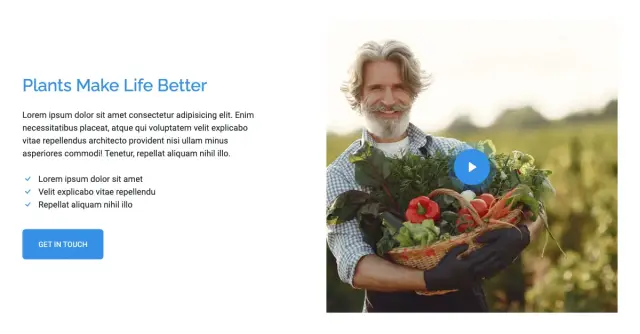 Plants Make Life Better
Lorem ipsum dolor sit amet consectetur adipisicing elit. Enim
necessitatibus placeat, atque qui voluptatem velit explicabo
vitae repellendus architecto provident nisi ullam minus
asperiores commodi! Tenetur, repellat aliquam nihil illo.
Lorem ipsum dolor sit amet
Velit explicabo vitae repellendu
Repellat aliquam nihil illo
GET IN TOUCH